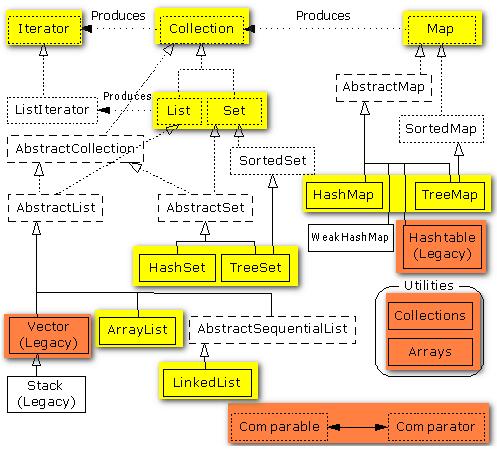 Iterator
Produces
Collection
Produces
Map
ListIterator
Produces
List
Set
AbstractMap
AbstractCollection
SortedSet
SortedMap
AbstractList
AbstractSet
HashMap
TreeMap
WeakHashMap
Hashtable
(Legacy)
HashSet
TreeSet
Utilities
Collections
Arrays
Vector
(Legacy)
ArrayList
AbstractSequentialList
Stack
(Legacy)
LinkedList
Comparable
Comparator